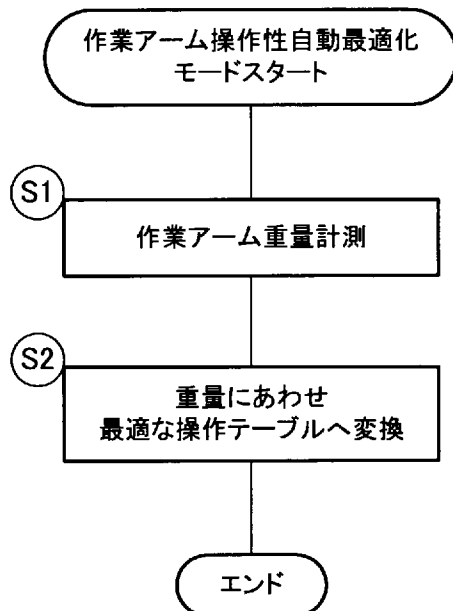 作業アーム操作性自動最適化
モードスタート
S1
作業アーム重量計測
S2
重量にあわせ
最適な操作テーブルへ変換
エンド